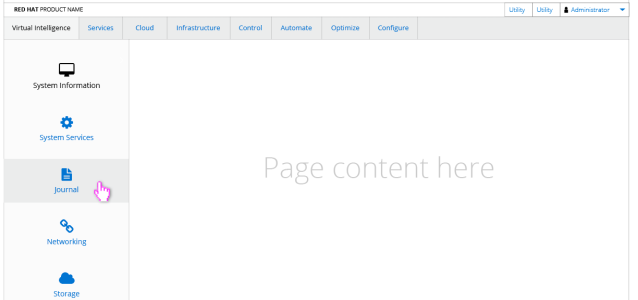 RED HAT PRODUCT NAME Utility Utility Administrator
Virtual Intelligence Services Cloud Infrastructure Control Automate Optimize Configure
System Information
System Services
Page content here
Journal
Networking
Storage